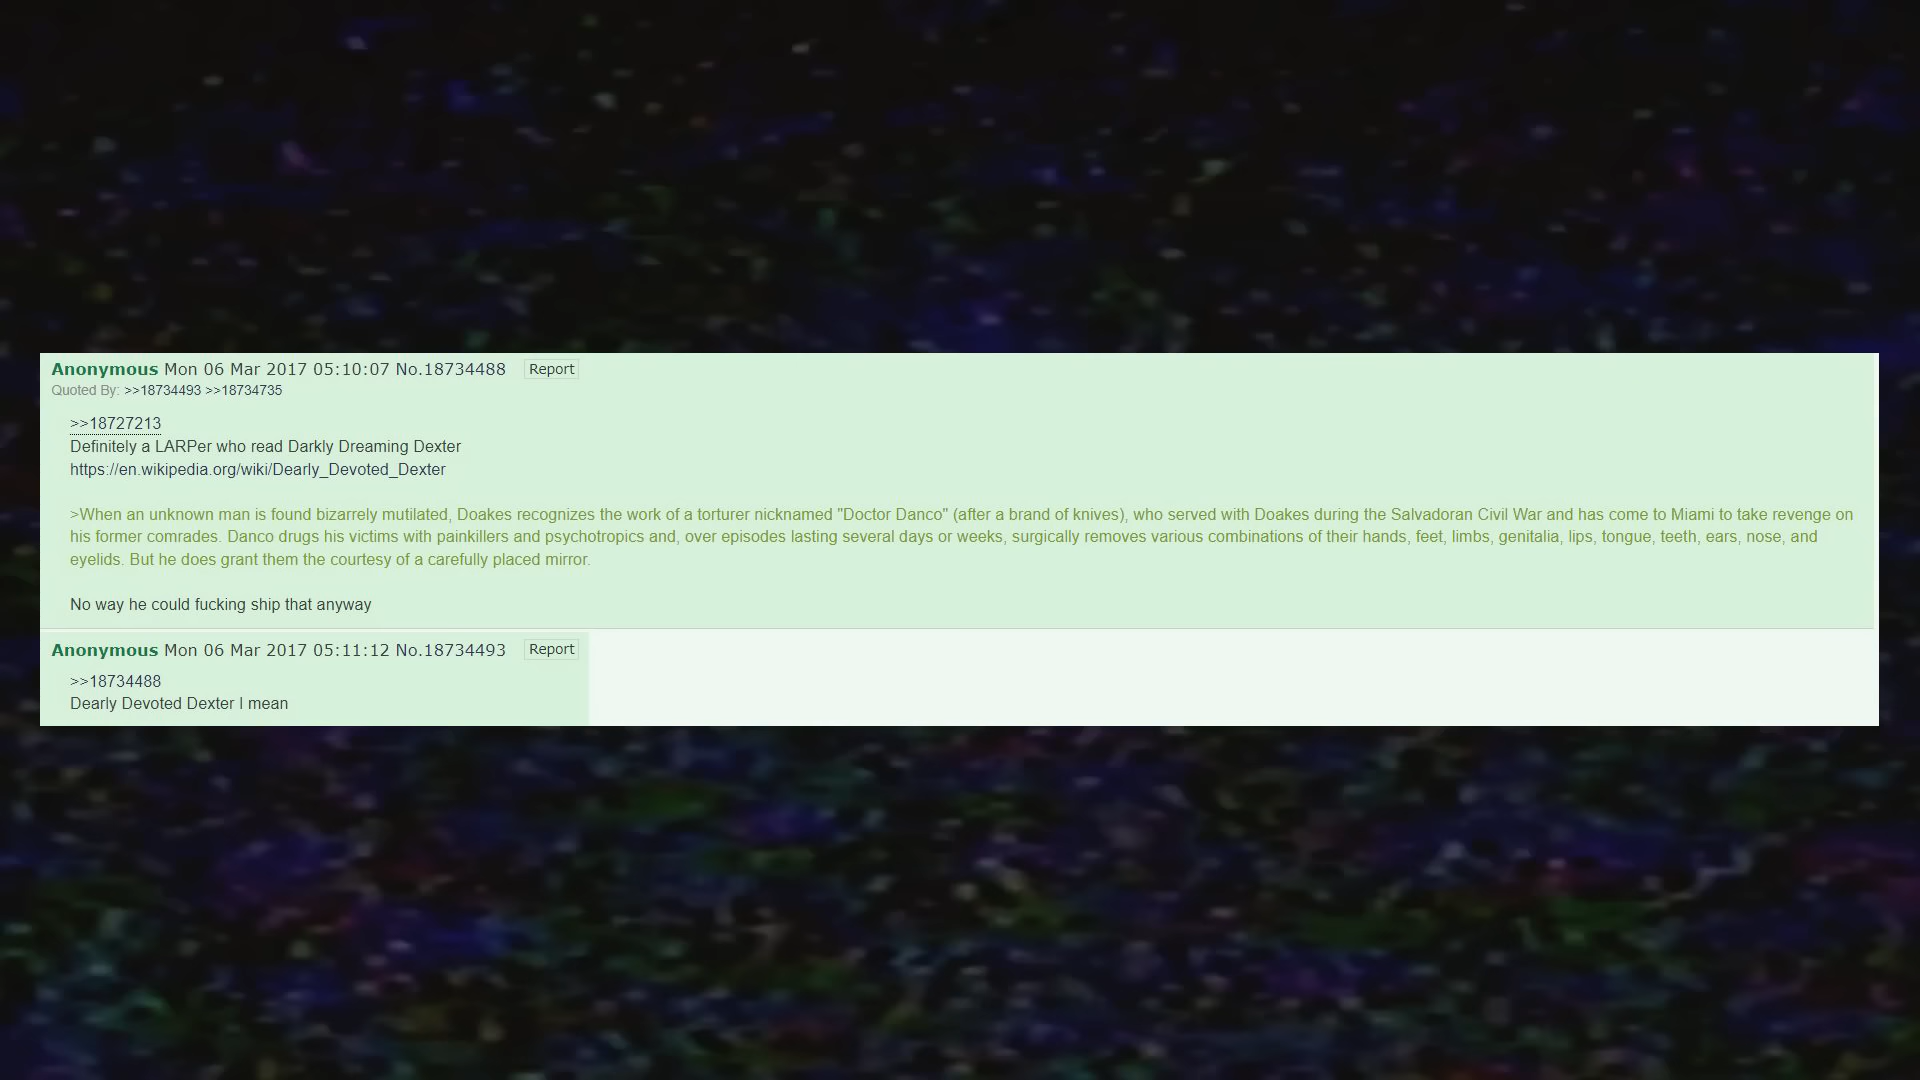 Anonymous Mon 06 Mar 2017 05:10:07 No.18734488 Report
Quoted By: >>18734493 >>18734735
>>18727213
Definitely a LARPer who read Darkly Dreaming Dexter
https://en.wikipedia.org/wiki/Dearly_Devoted_Dexter
>When an unknown man is found bizarrely mutilated, Doakes recognizes the work of a torturer nicknamed "Doctor Danco" (after a brand of knives), who served with Doakes during the Salvadoran Civil War and has come to Miami to take revenge on
his former comrades. Danco drugs his victims with painkillers and psychotropics and, over episodes lasting several days or weeks, surgically removes various combinations of their hands, feet, limbs, genitalia, lips, tongue, teeth, ears, nose, and
eyelids. But he does grant them the courtesy of a carefully placed mirror.
No way he could fucking ship that anyway
Anonymous Mon 06 Mar 2017 05:11:12 No.18734493 Report
>>18734488
Dearly Devoted Dexter I mean